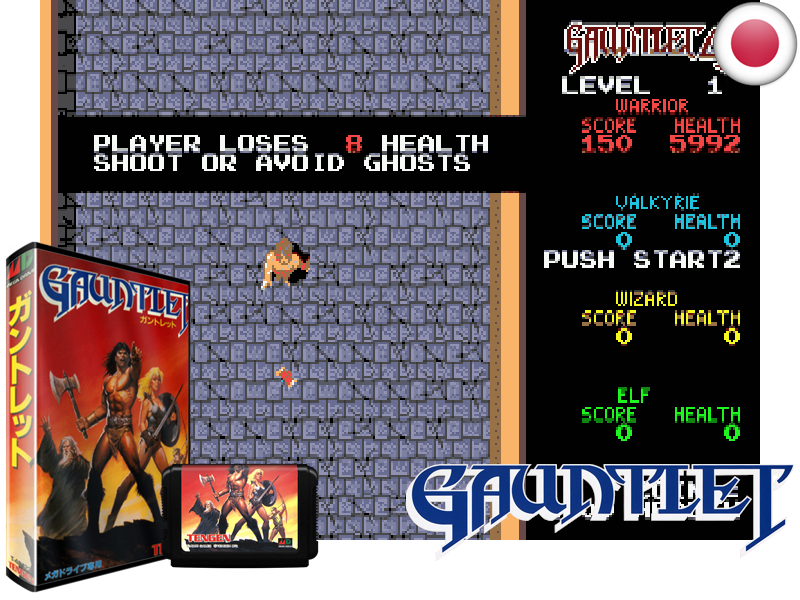 GAUNTLET 4
LEVEL 1
WARRIOR
SCORE HEALTH
150 5992
PLAYER LOSES 8 HEALTH
SHOOT OR AVOID GHOSTS
VALKYRIE
SCORE HEALTH
0 0
PUSH START2
WIZARD
SCORE HEALTH
0 0
ELF
SCORE HEALTH
0 0
GAUNTLET
ガントレット
ガントレット
メガドライブ専用
TENGEN
GAUNTLET